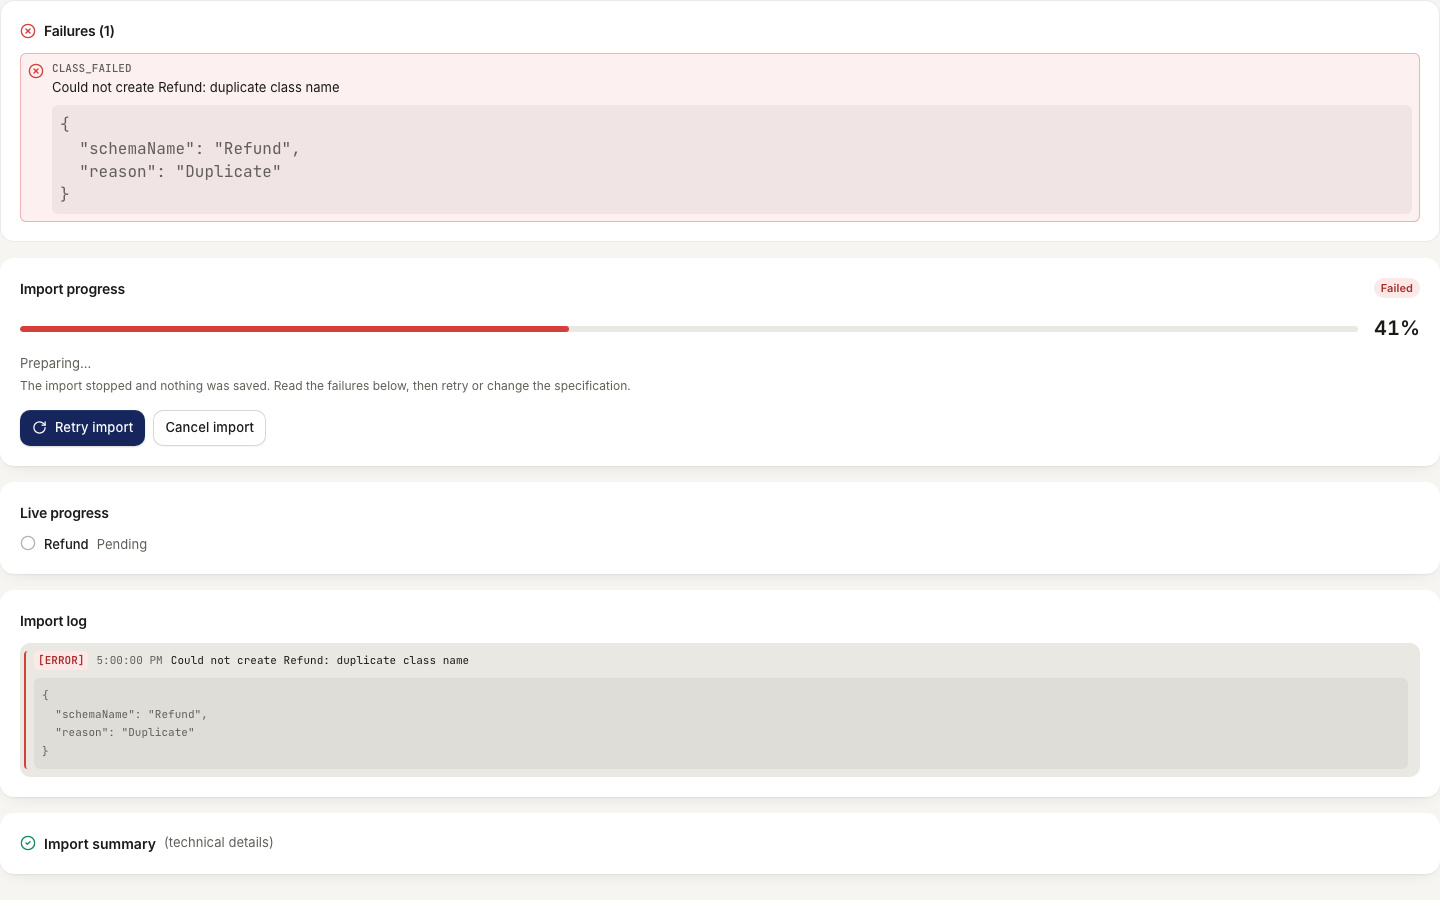 Failures (1)
CLASS_FAILED
Could not create Refund: duplicate class name
{
"schemaName": "Refund",
"reason": "Duplicate"
}
Import progress
Failed
41%
Preparing...
The import stopped and nothing was saved. Read the failures below, then retry or change the specification.
Retry import
Cancel import
Live progress
Refund Pending
Import log
[ERROR] 5:00:00 PM Could not create Refund: duplicate class name
{
"schemaName": "Refund",
"reason": "Duplicate"
}
Import summary (technical details)